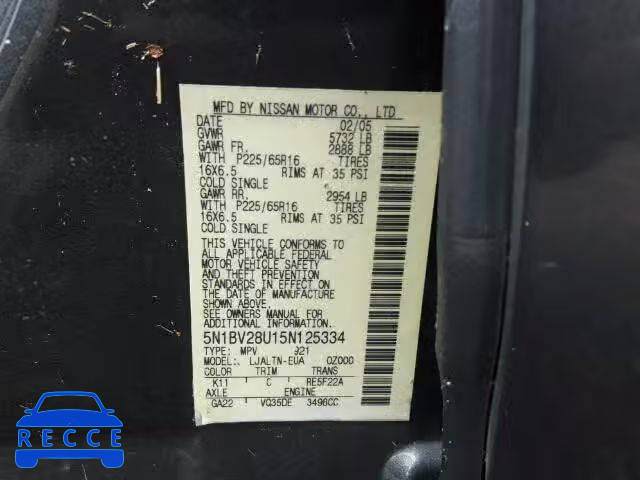 MFD BY NISSAN MOTOR CO., LTD
DATE 02/05
GVWR 5732 LB
GAWR FR. 2888 LB
WITH P225/65R16 TIRES
16X6.5 RIMS AT 35 PSI
COLD SINGLE
GAWR RR. 2954 LB
WITH P225/65R16 TIRES
16X6.5 RIMS AT 35 PSI
COLD SINGLE
THIS VEHICLE CONFORMS TO
ALL APPLICABLE FEDERAL
MOTOR VEHICLE SAFETY
AND THEFT PREVENTION
STANDARDS IN EFFECT ON
THE DATE OF MANUFACTURE
SHOWN ABOVE.
SEE OWNERS MANUAL FOR
ADDITIONAL INFORMATION
5N1BV28U15N125334
TYPE: MPV 921
MODEL: LJALTN-EUA 0Z000
COLOR TRIM TRANS
K11 RE5F22A
AXLE ENGINE
GA22 VQ35DE 3498CC
RECCE